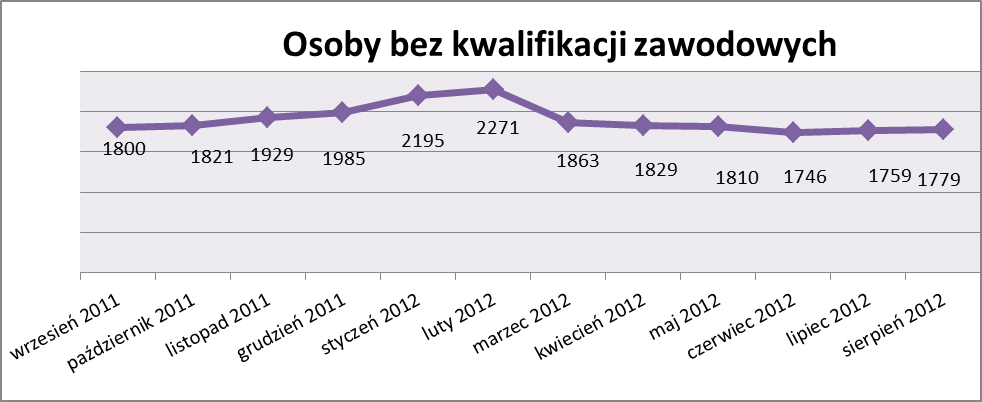 Osoby bez kwalifikacji zawodowych
1800
1821
1929
1985
2195
2271
1863
1829
1810
1746
1759
1779
wrzesień 2011
październik 2011
listopad 2011
grudzień 2011
styczeń 2012
luty 2012
marzec 2012
kwiecień 2012
maj 2012
czerwiec 2012
lipiec 2012
sierpień 2012